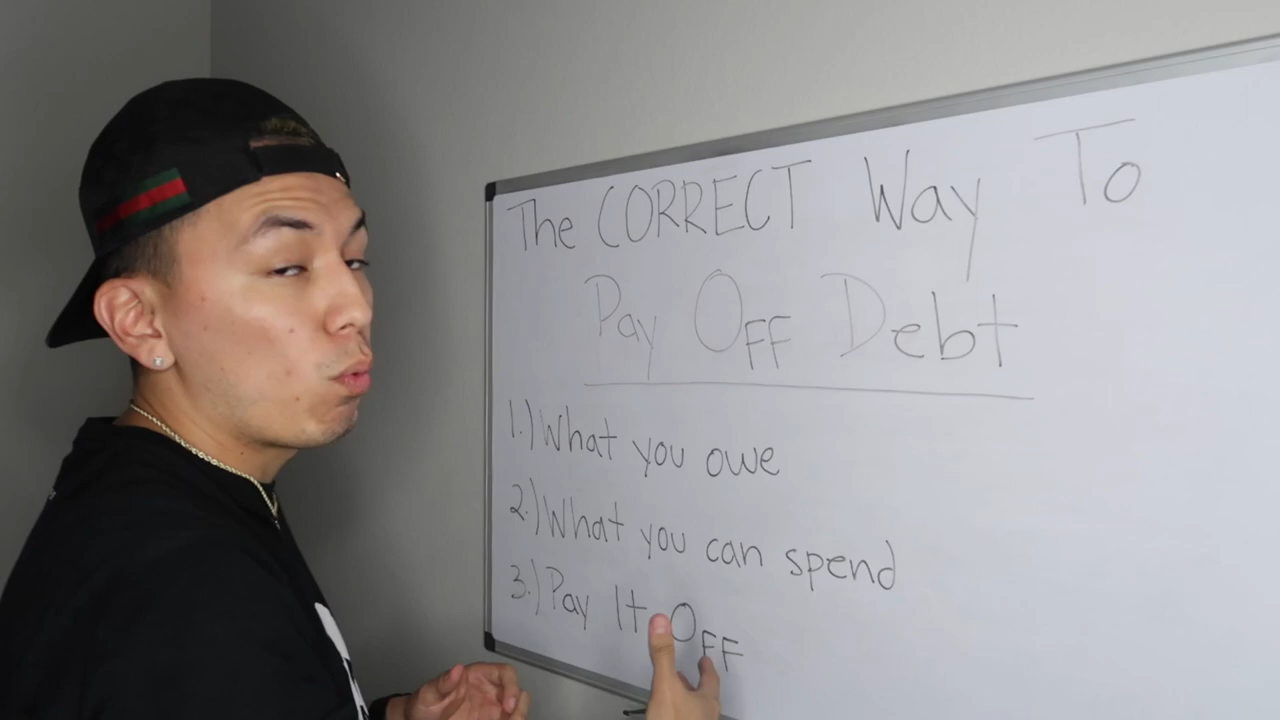 The CORRECT Way To
Pay OFF Debt
1.) What you owe
2.) What you can spend
3.) Pay It OFF